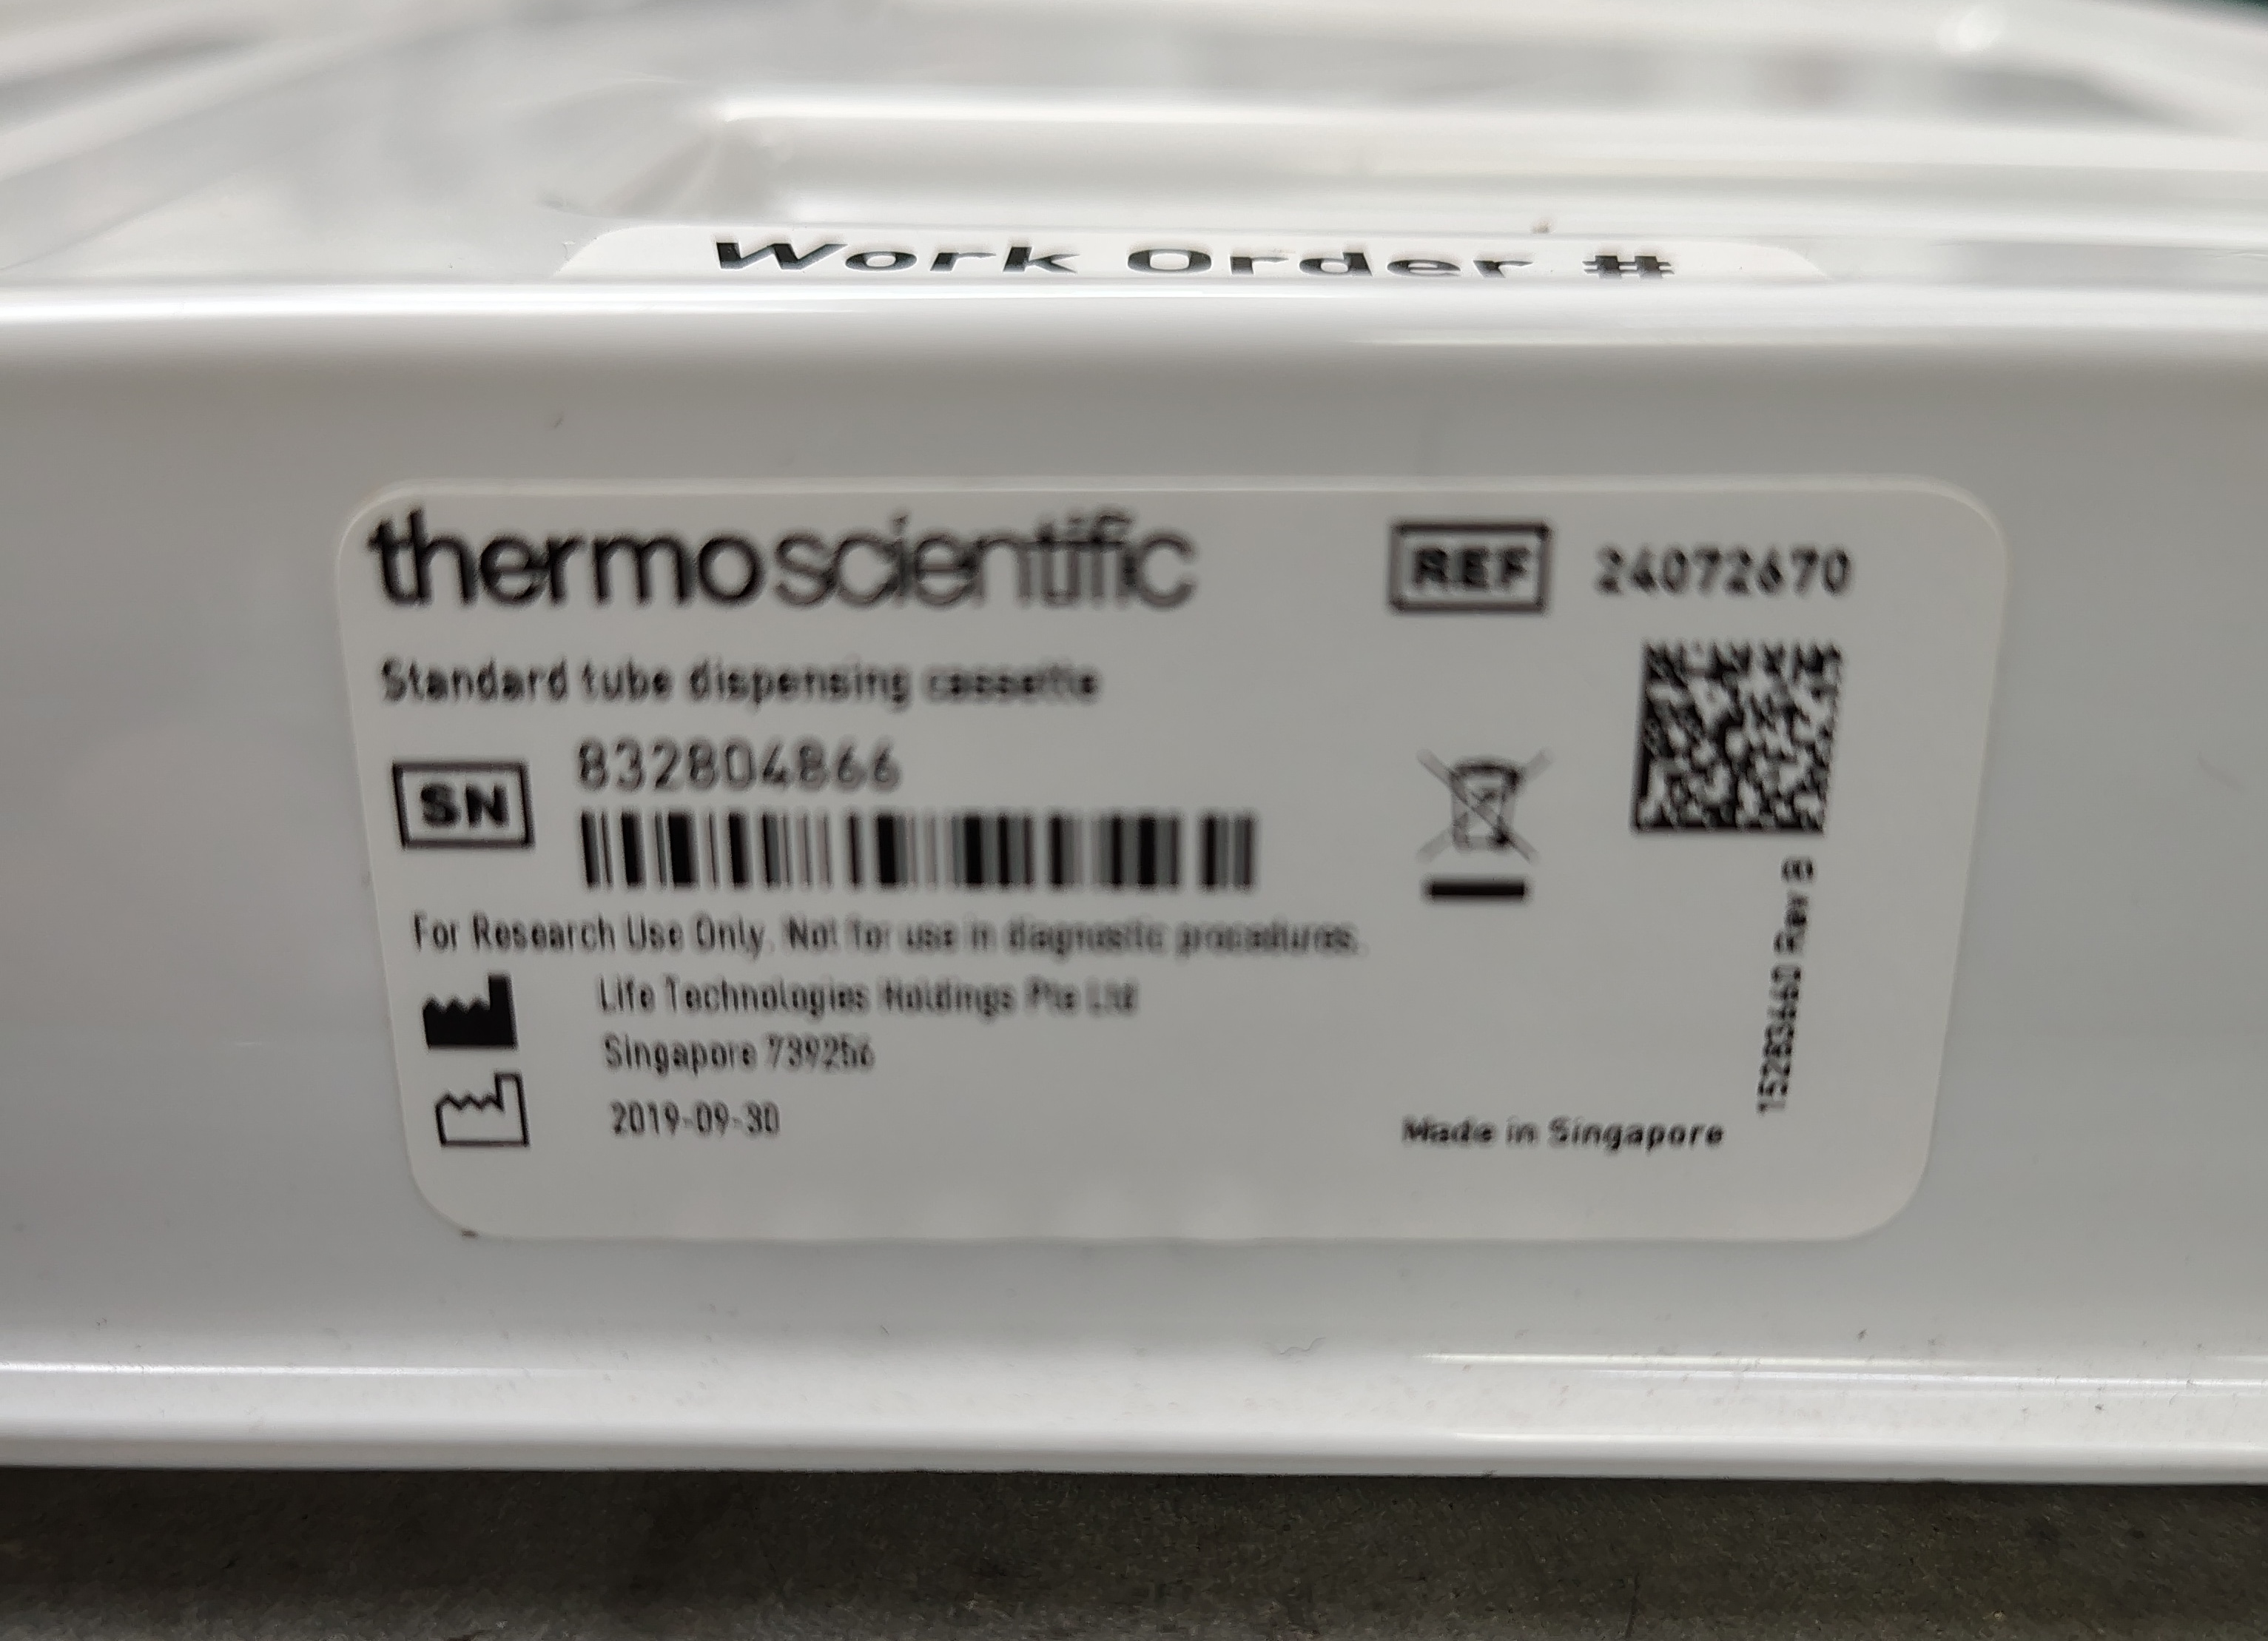 Work Order #
thermoscientific
REF 24072670
Standard tube dispensing cassette
SN 832804866
For Research Use Only. Not for use in diagnostic procedures.
Life Technologies Holdings Pte Ltd
Singapore 739256
2019-09-30
Made in Singapore
Rev B